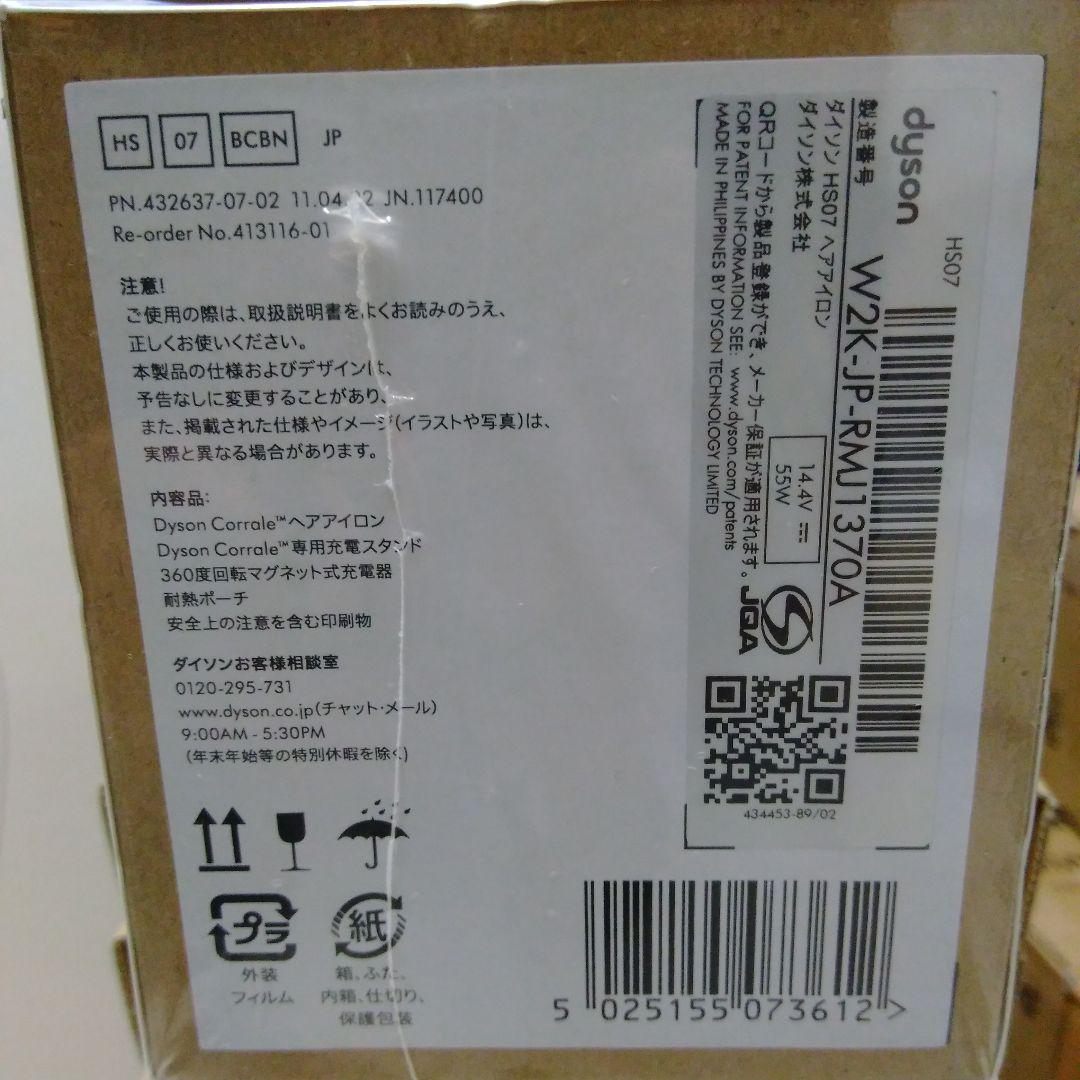 HS 07 BCBN JP
PN.432637-07-02 11.04.22 JN.117400
Re-order No.413116-01
注意!
ご使用の際は、取扱説明書をよくお読みのうえ、
正しくお使いください。
本製品の仕様およびデザインは、
予告なしに変更することがあり、
また、掲載された仕様やイメージ(イラストや写真)は、
実際と異なる場合があります。
内容品:
Dyson Corrale™ヘアアイロン
Dyson Corrale™専用充電スタンド
360度回転マグネット式充電器
耐熱ポーチ
安全上の注意を含む印刷物
ダイソンお客様相談室
0120-295-731
www.dyson.co.jp(チャット・メール)
9:00AM - 5:30PM
(年末年始等の特別休暇を除く)
プラ
外装
フィルム
紙
箱、ふた、
内箱、仕切り、
保護包装
dyson
HS07
製造番号 W2K-JP-RMJ1370A
ダイソン HS07 ヘアアイロン
ダイソン株式会社
14.4V
55W
QRコードから製品登録ができ、メーカー保証が適用されます。
FOR PATENT INFORMATION SEE: www.dyson.com/patents
MADE IN PHILIPPINES BY DYSON TECHNOLOGY LIMITED
JQA
434453-89/02
5 025155 073612 >